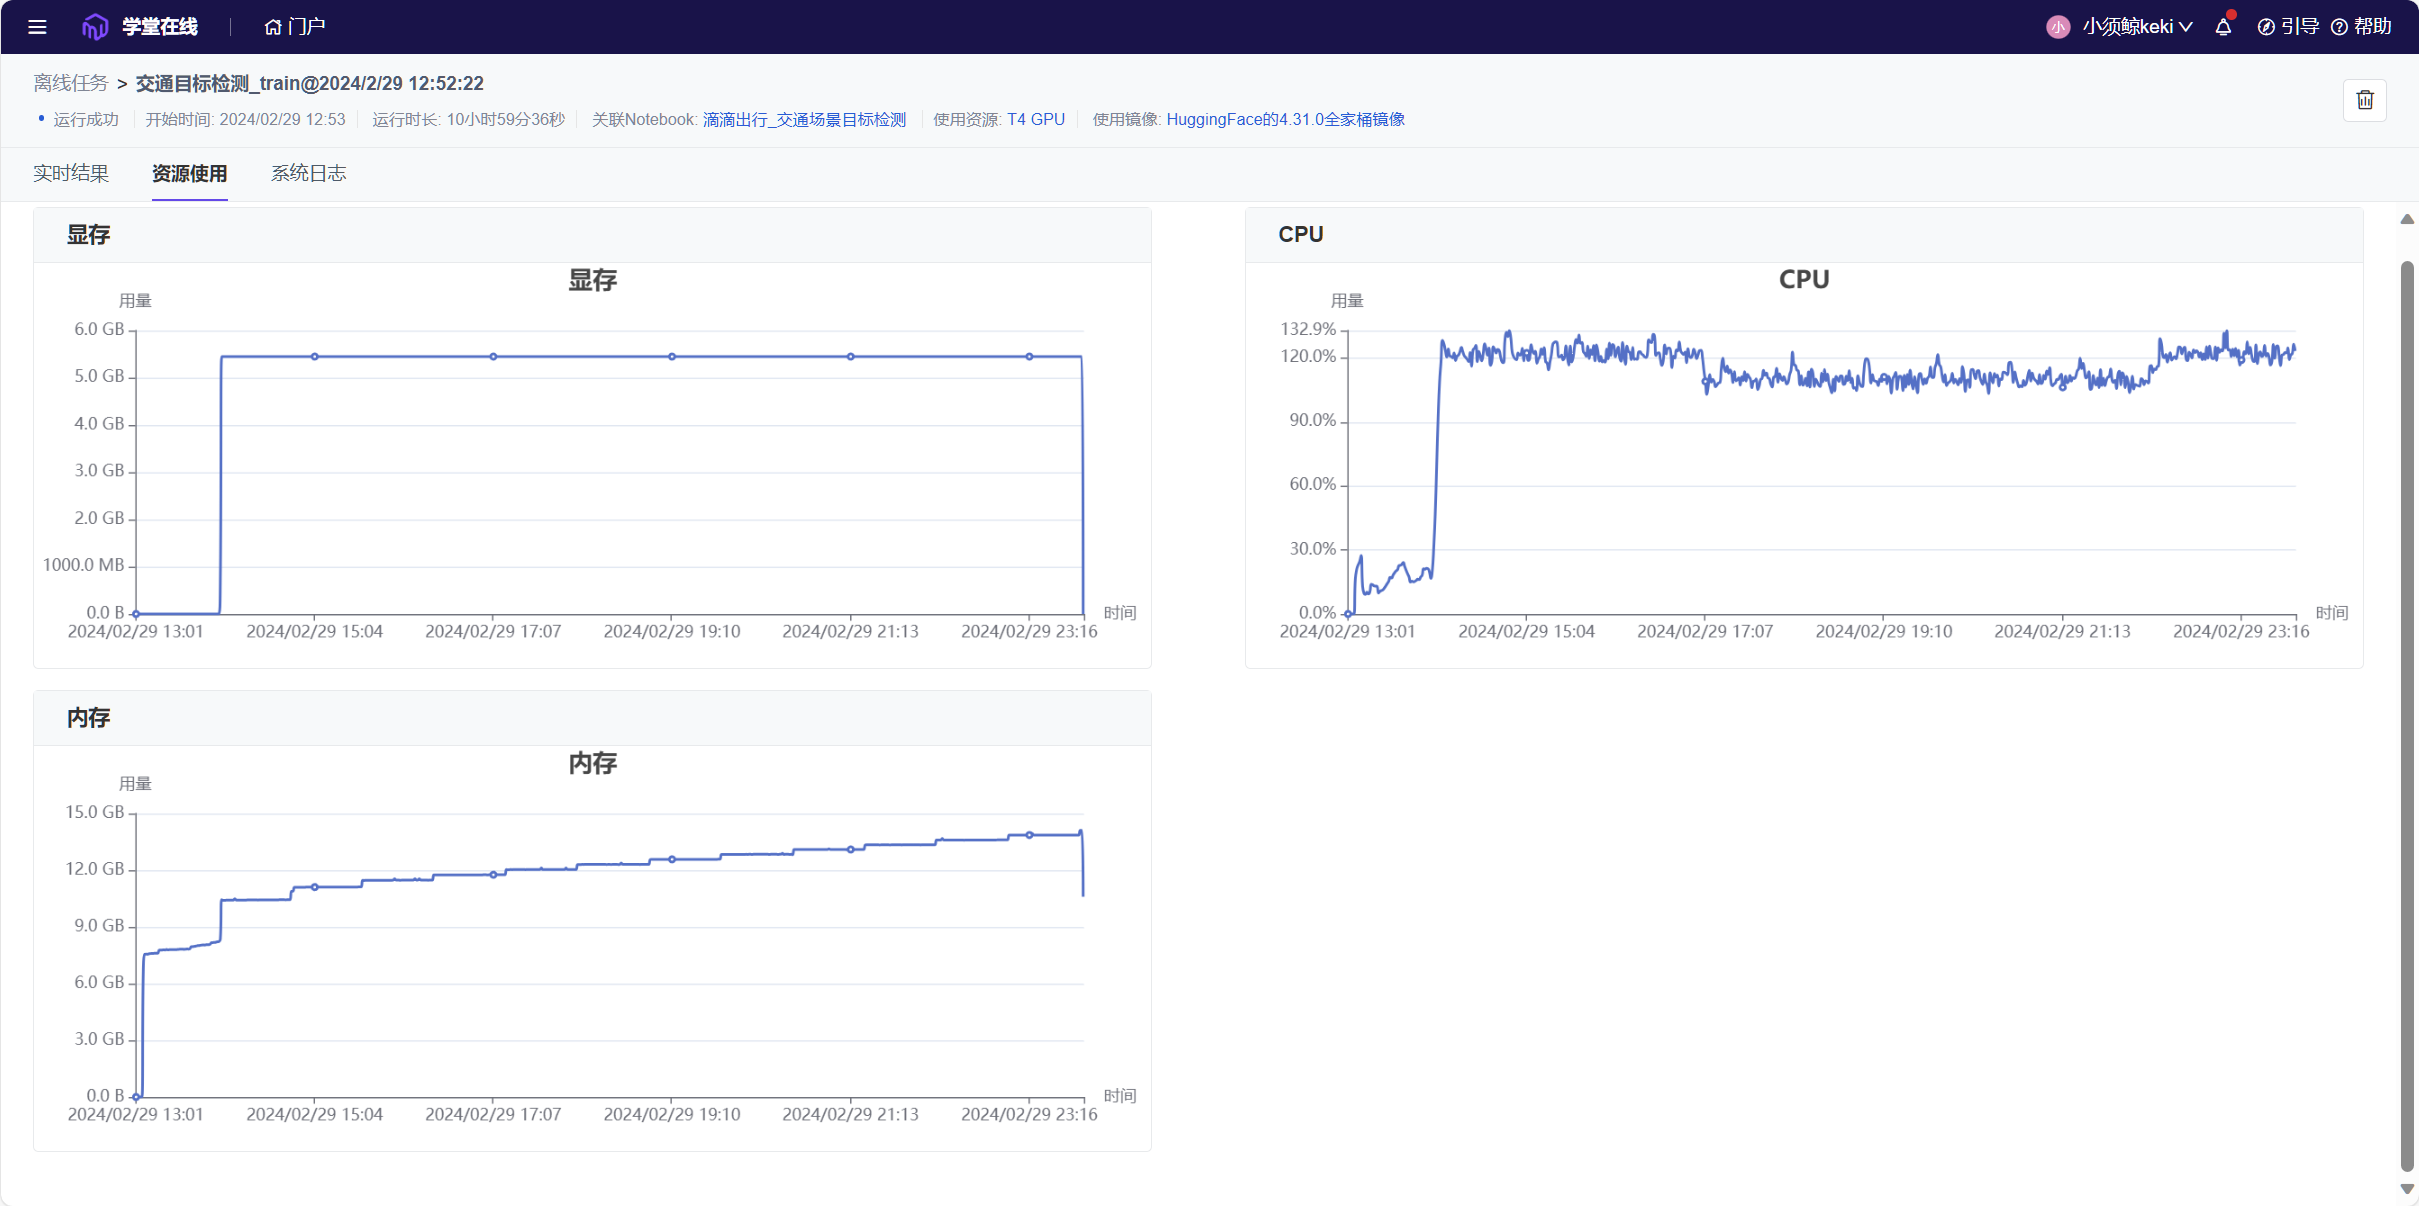 学堂在线 门户 小 小须鲸keki 引导 帮助
离线任务 > 交通目标检测_train@2024/2/29 12:52:22
运行成功 开始时间: 2024/02/29 12:53 运行时长: 10小时59分36秒 关联Notebook: 滴滴出行_交通场景目标检测 使用资源: T4 GPU 使用镜像: HuggingFace的4.31.0全家桶镜像
实时结果 资源使用 系统日志
显存
显存
用量
6.0 GB
5.0 GB
4.0 GB
3.0 GB
2.0 GB
1000.0 MB
0.0 B
时间
2024/02/29 13:01 2024/02/29 15:04 2024/02/29 17:07 2024/02/29 19:10 2024/02/29 21:13 2024/02/29 23:16
CPU
CPU
用量
132.9%
120.0%
90.0%
60.0%
30.0%
0.0%
时间
2024/02/29 13:01 2024/02/29 15:04 2024/02/29 17:07 2024/02/29 19:10 2024/02/29 21:13 2024/02/29 23:16
内存
内存
用量
15.0 GB
12.0 GB
9.0 GB
6.0 GB
3.0 GB
0.0 B
时间
2024/02/29 13:01 2024/02/29 15:04 2024/02/29 17:07 2024/02/29 19:10 2024/02/29 21:13 2024/02/29 23:16